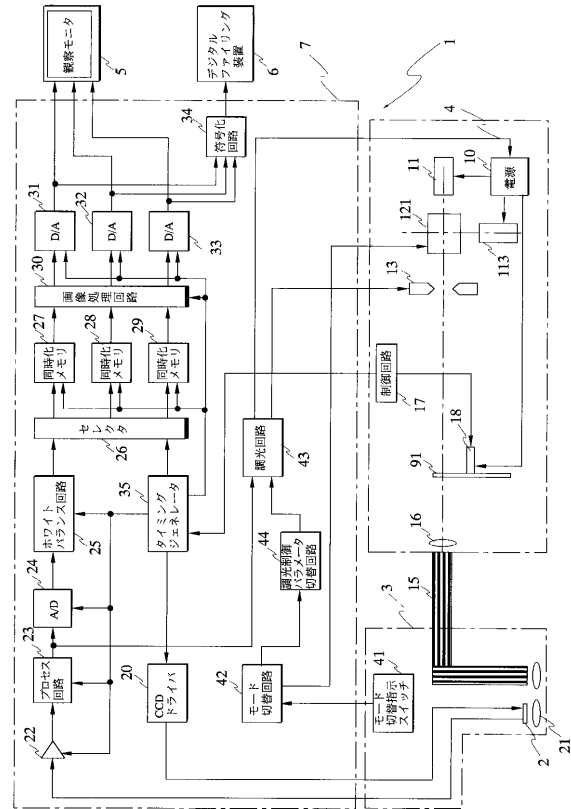 22
プロセス
回路
23
A/D
24
ホワイト
バランス回路
25
セレクタ
26
同時化
メモリ
27
同時化
メモリ
28
同時化
メモリ
29
画像処理回路
30
D/A
31
D/A
32
D/A
33
符号化
回路
34
観察モニタ
5
デジタル
ファイリング
装置
6
7
1
CCD
ドライバ
20
タイミング
ジェネレータ
35
モード
切替回路
42
調光制御
パラメータ
切替回路
44
調光回路
43
モード
切替指示
スイッチ
41
3
2
21
15
16
91
18
制御回路
17
13
121
11
電源
10
113
4